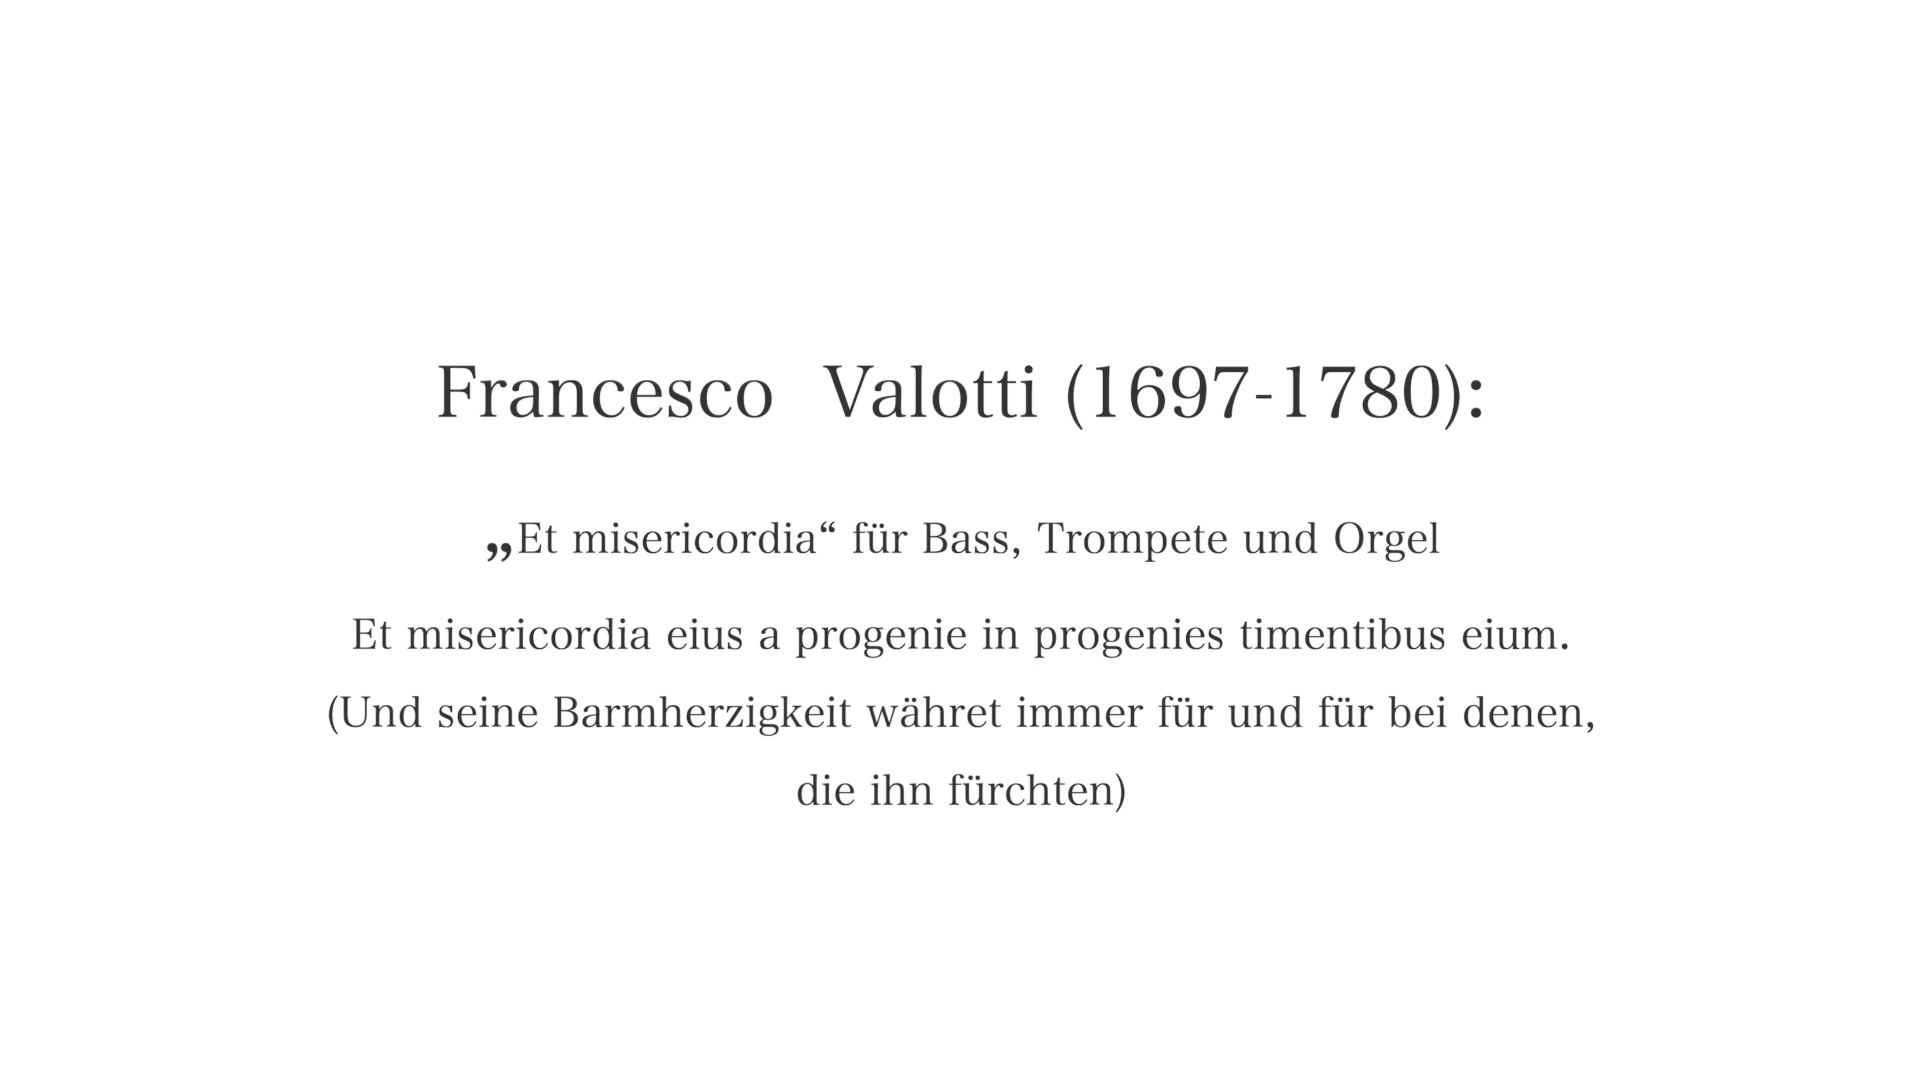 Francesco  Valotti (1697-1780):
„Et misericordia“ für Bass, Trompete und Orgel
Et misericordia eius a progenie in progenies timentibus eium.
(Und seine Barmherzigkeit währet immer für und für bei denen,
die ihn fürchten)